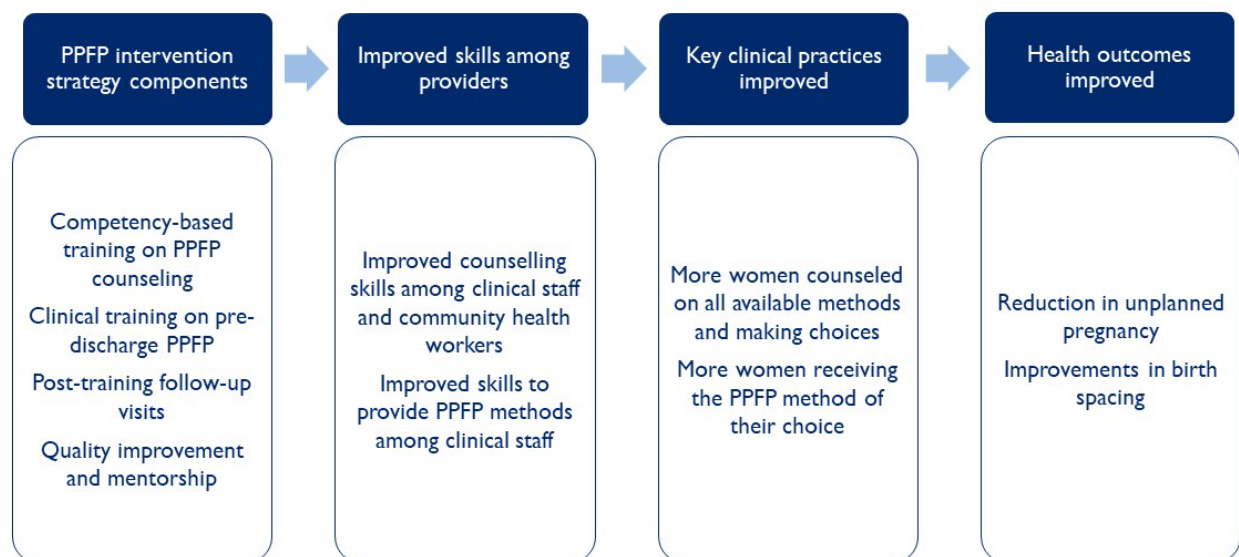 PPFP intervention
strategy components
Improved skills among
providers
Key clinical practices
improved
Health outcomes
improved
Competency-based
training on PPFP
counseling
Clinical training on pre-
discharge PPFP
Post-training follow-up
visits
Quality improvement
and mentorship
Improved counselling
skills among clinical staff
and community health
workers
Improved skills to
provide PPFP methods
among clinical staff
More women counseled
on all available methods
and making choices
More women receiving
the PPFP method of
their choice
Reduction in unplanned
pregnancy
Improvements in birth
spacing